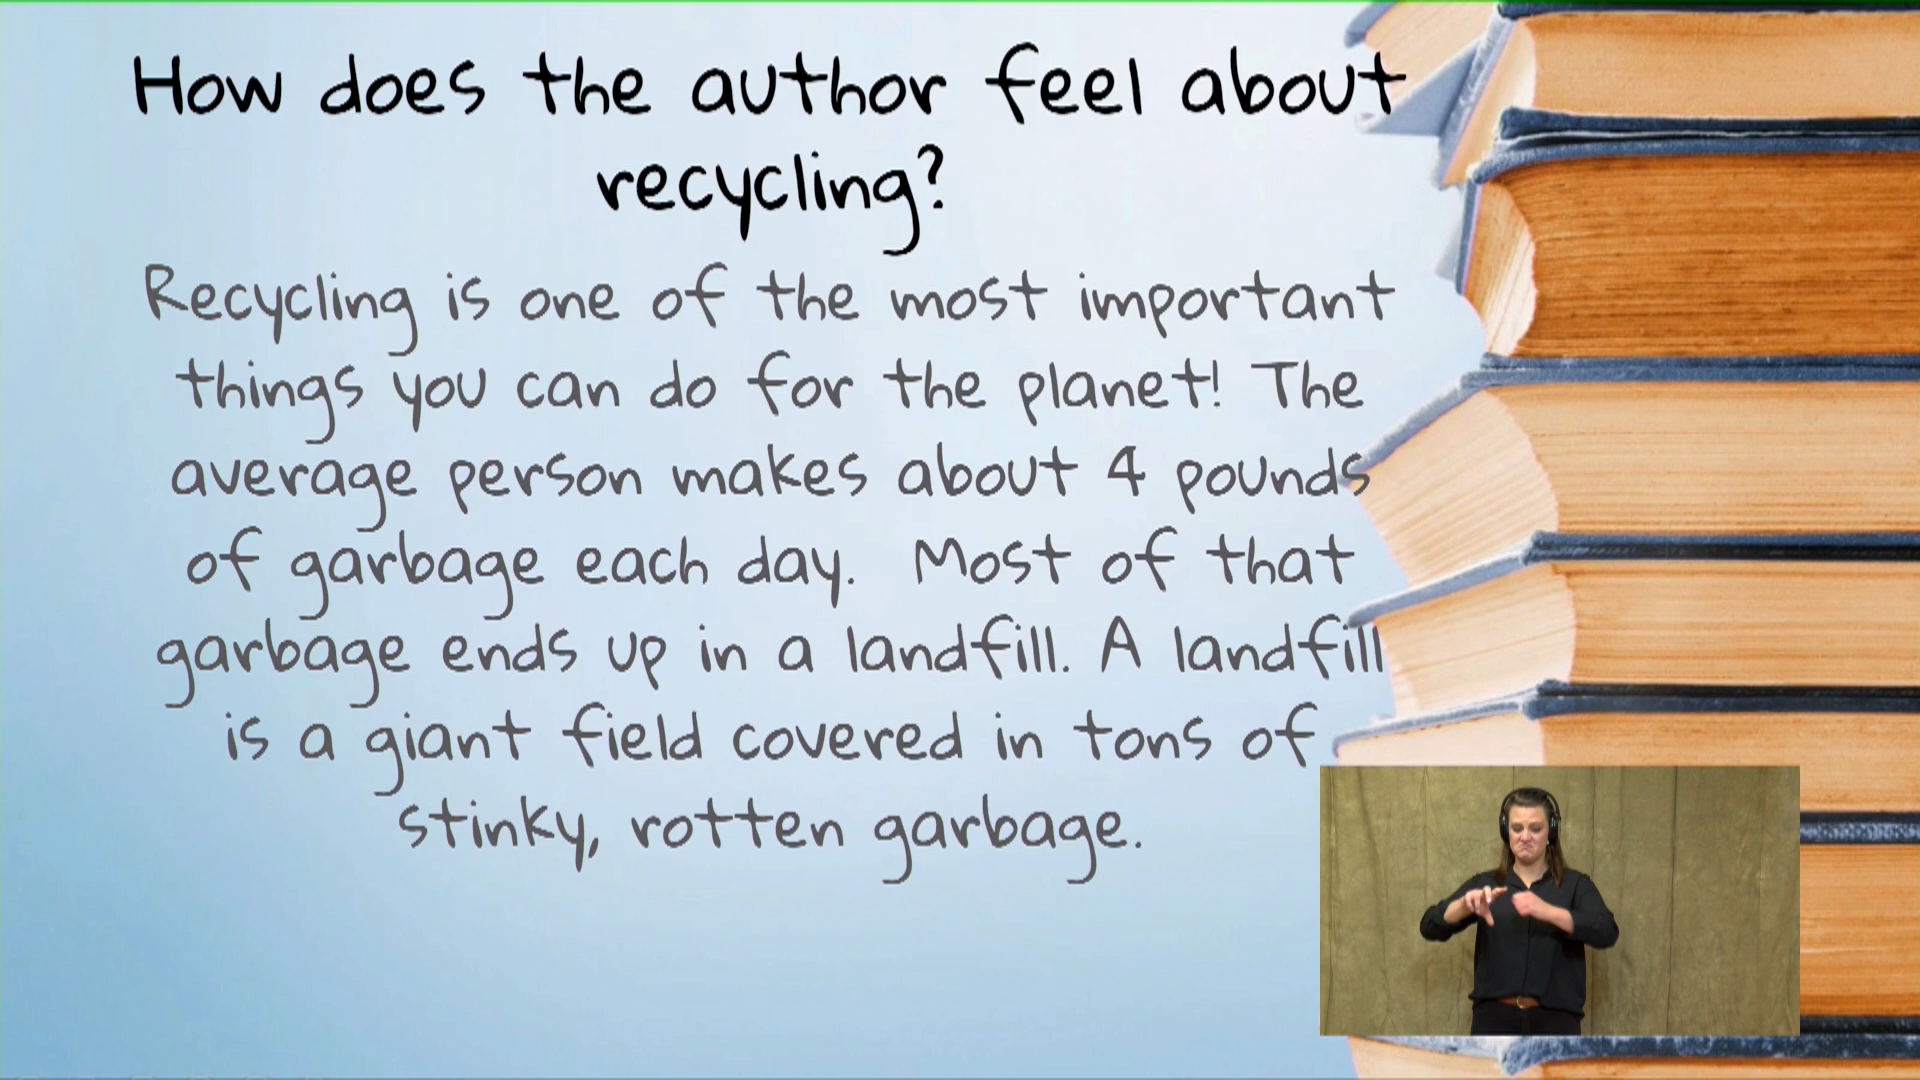 How does the author feel about
recycling?
Recycling is one of the most important
things you can do for the planet! The
average person makes about 4 pounds
of garbage each day. Most of that
garbage ends up in a landfill. A landfill
is a giant field covered in tons of
stinky, rotten garbage.